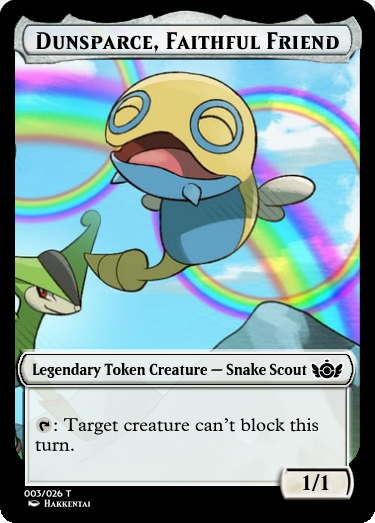 Dunsparce, Faithful Friend
Legendary Token Creature — Snake Scout
: Target creature can't block this
turn.
1/1
003/026 T
Hakkentai